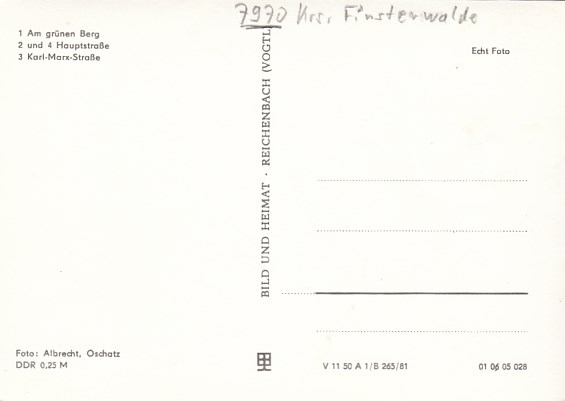 7970 Krs. Finsterwalde
1 Am grünen Berg
2 und 4 Hauptstraße
3 Karl-Marx-Straße
Echt Foto
BILD UND HEIMAT · REICHENBACH (VOGTL
Foto: Albrecht, Oschatz
DDR 0,25 M
V 11 50 A 1/B 265/81
01 06 05 028